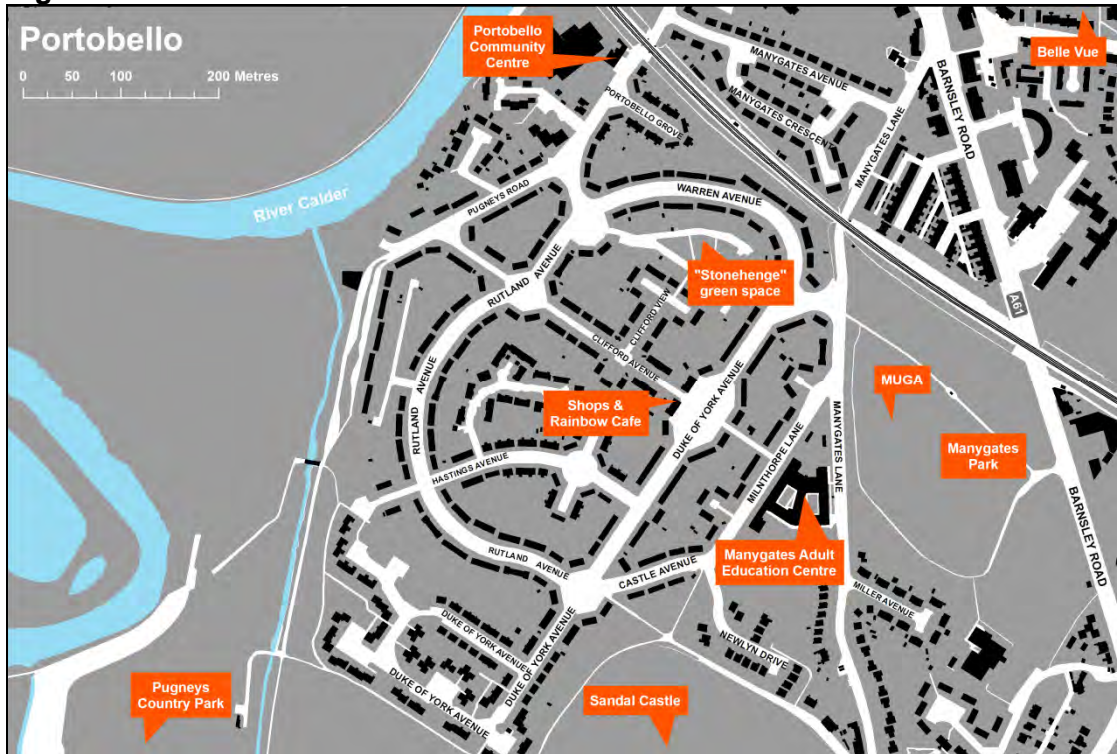 Portobello
0 50 100 200 Metres
Portobello
Community
Centre
Belle Vue
MANYGATES AVENUE
MANYGATES CRESCENT
MANYGATES LANE
BARNSLEY ROAD
PORTOBELLO GROVE
River Calder
PUGNEYS ROAD
WARREN AVENUE
"Stonehenge"
green space
RUTLAND AVENUE
CLIFFORD VIEW
CLIFFORD AVENUE
A61
MUGA
Shops &
Rainbow Cafe
DUKE OF YORK AVENUE
RUTLAND AVENUE
MANYGATES LANE
MILNTHORPE LANE
Manygates
Park
HASTINGS AVENUE
BARNSLEY ROAD
Manygates Adult
Education Centre
RUTLAND AVENUE
CASTLE AVENUE
MILLER AVENUE
DUKE OF YORK AVENUE
DUKE OF YORK AVENUE
NEWLYN DRIVE
DUKE OF YORK AVENUE
Pugneys
Country Park
Sandal Castle